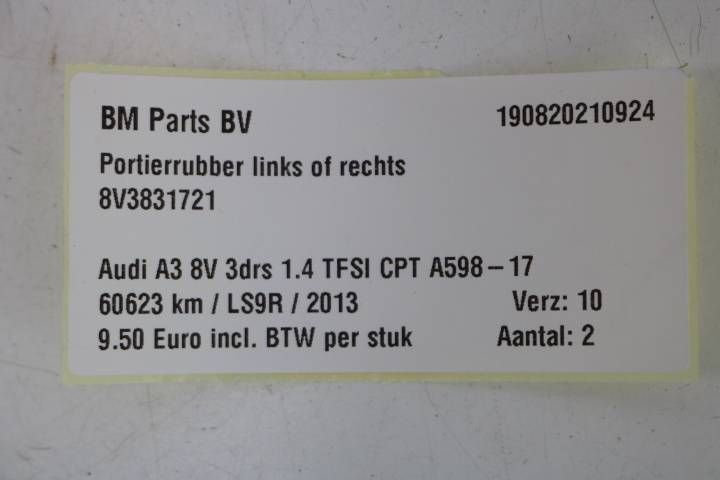 BM Parts BV 190820210924
Portierrubber links of rechts
8V3831721
Audi A3 8V 3drs 1.4 TFSI CPT A598-17
60623 km / LS9R / 2013 Verz: 10
9.50 Euro incl. BTW per stuk Aantal: 2